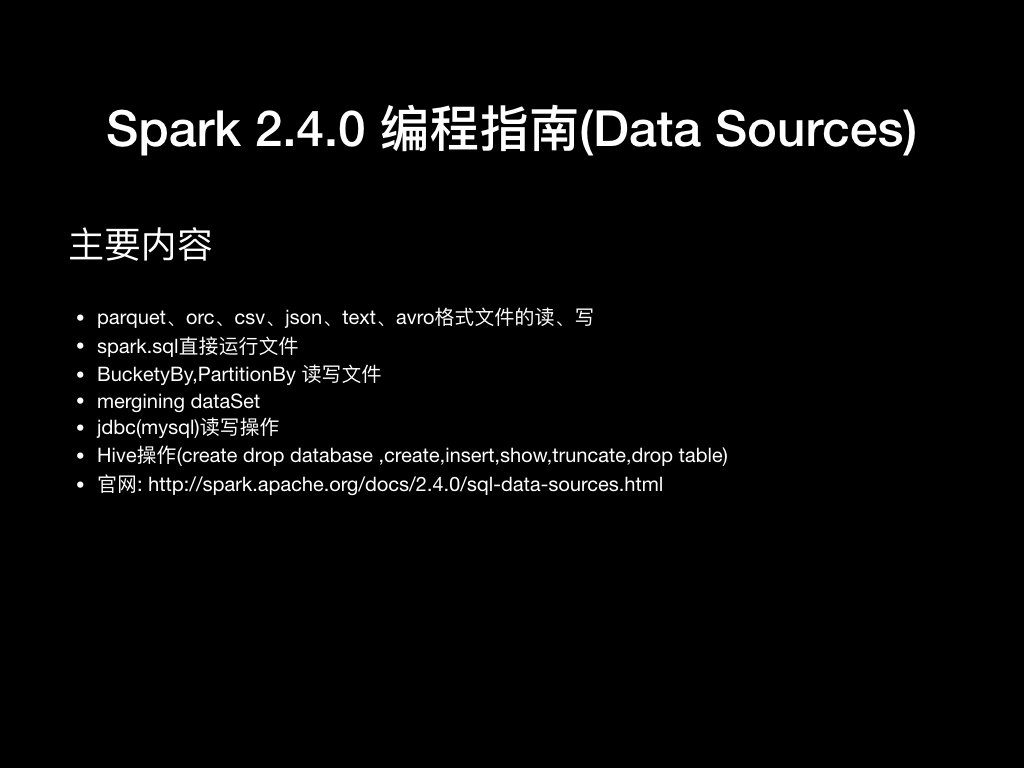 Spark 2.4.0 编程指南(Data Sources)
主要内容
• parquet、orc、csv、json、text、avro格式文件的读、写
• spark.sql直接运行文件
• BucketyBy,PartitionBy 读写文件
• mergining dataSet
• jdbc(mysql)读写操作
• Hive操作(create drop database ,create,insert,show,truncate,drop table)
• 官网: http://spark.apache.org/docs/2.4.0/sql-data-sources.html